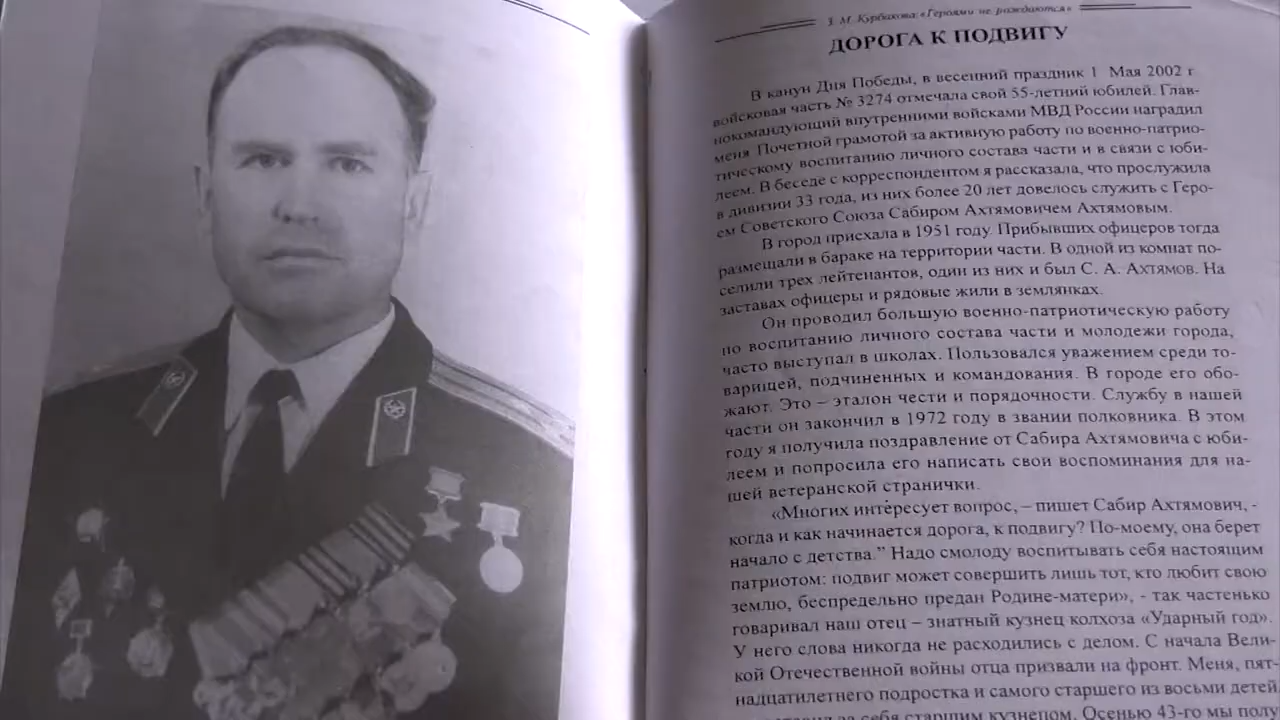 З. М. Курбакова «Героями не рождаются»
ДОРОГА К ПОДВИГУ
В канун Дня Победы, в весенний праздник 1 Мая 2002 г
войсковая часть № 3274 отмечала свой 55-летний юбилей. Глав-
нокомандующий внутренними войсками МВД России наградил
меня Почетной грамотой за активную работу по военно-патрио-
тическому воспитанию личного состава части и в связи с юби-
леем. В беседе с корреспондентом я рассказала, что прослужила
в дивизии 33 года, из них более 20 лет довелось служить с Геро-
ем Советского Союза Сабиром Ахтямовичем Ахтямовым.
В город приехала в 1951 году. Прибывших офицеров тогда
размещали в бараке на территории части. В одной из комнат по-
селили трех лейтенантов, один из них и был С. А. Ахтямов. На
заставах офицеры и рядовые жили в землянках.
Он проводил большую военно-патриотическую работу
по воспитанию личного состава части и молодежи города,
часто выступал в школах. Пользовался уважением среди то-
варищей, подчиненных и командования. В городе его обо-
жают. Это – эталон чести и порядочности. Службу в нашей
части он закончил в 1972 году в звании полковника. В этом
году я получила поздравление от Сабира Ахтямовича с юби-
леем и попросила его написать свои воспоминания для на-
шей ветеранской странички.
«Многих интересует вопрос, – пишет Сабир Ахтямович, -
когда и как начинается дорога, к подвигу? По-моему, она берет
начало с детства.” Надо смолоду воспитывать себя настоящим
патриотом: подвиг может совершить лишь тот, кто любит свою
землю, беспредельно предан Родине-матери», - так частенько
говаривал наш отец – знатный кузнец колхоза «Ударный год».
У него слова никогда не расходились с делом. С начала Вели-
кой Отечественной войны отца призвали на фронт. Меня, пят-
надцатилетнего подростка и самого старшего из восьми детей
за себя старшим кузнецом. Осенью 43-го мы полу